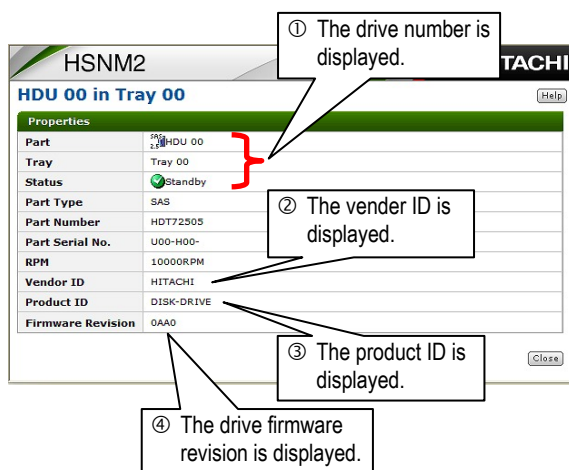 ① The drive number is
displayed.
HSNM2
TACHI
HDU 00 in Tray 00
Help
Properties
Part HDU 00
Tray Tray 00
Status Standby
Part Type SAS
Part Number HDT72505
Part Serial No. U00-H00-
RPM 10000RPM
Vendor ID HITACHI
Product ID DISK-DRIVE
Firmware Revision 0AA0
② The vender ID is
displayed.
③ The product ID is
displayed.
Close
④ The drive firmware
revision is displayed.